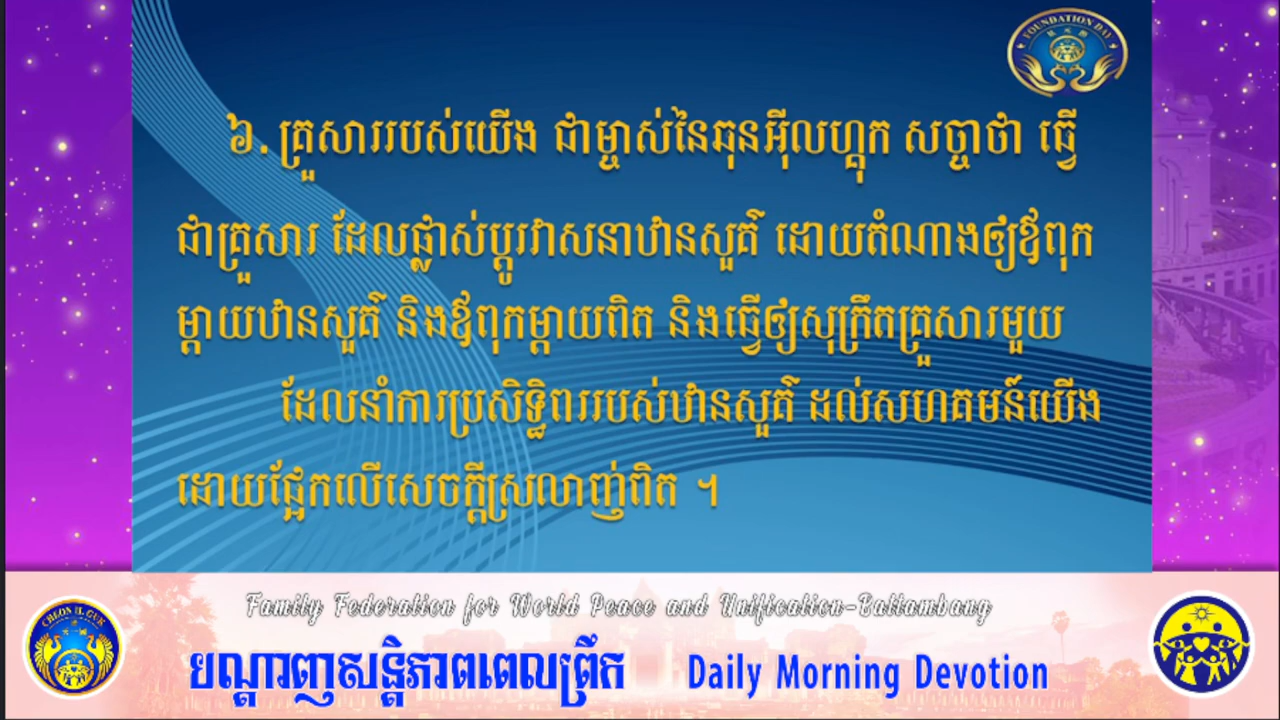 FOUNDATION DAY
៦. គ្រួសាររបស់យើង ជាម្ចាស់នៃឆុនអ៊ីលហ្គុក សច្ចាថា ធ្វើ
ជាគ្រួសារ ដែលផ្លាស់ប្ដូរវាសនាឋានសួគ៌ ដោយតំណាងឲ្យឪពុក
ម្ដាយឋានសួគ៌ និងឪពុកម្ដាយពិត និងធ្វើឲ្យសុក្រឹតគ្រួសារមួយ
ដែលនាំការប្រសិទ្ធិពររបស់ឋានសួគ៌ ដល់សហគមន៍យើង
ដោយផ្អែកលើសេចក្ដីស្រលាញ់ពិត ។
Family Federation for World Peace and Unification-Battambang
CHEON IL GUK
បណ្ដាញសន្តិភាពពេលព្រឹក Daily Morning Devotion